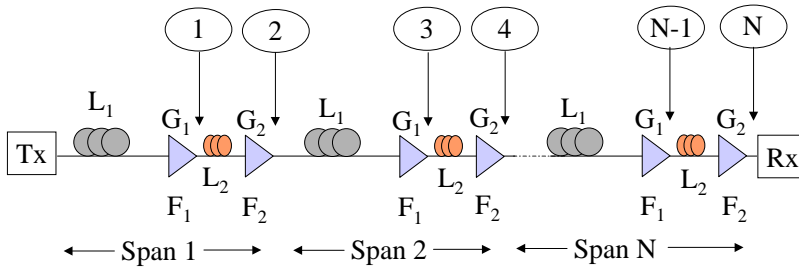 1 2 3 4 N-1 N
L₁ L₁ L₁
G₁ G₂ G₁ G₂ G₁ G₂
Tx Rx
L₂ L₂ L₂
F₁ F₂ F₁ F₂ F₁ F₂
Span 1 Span 2 Span N